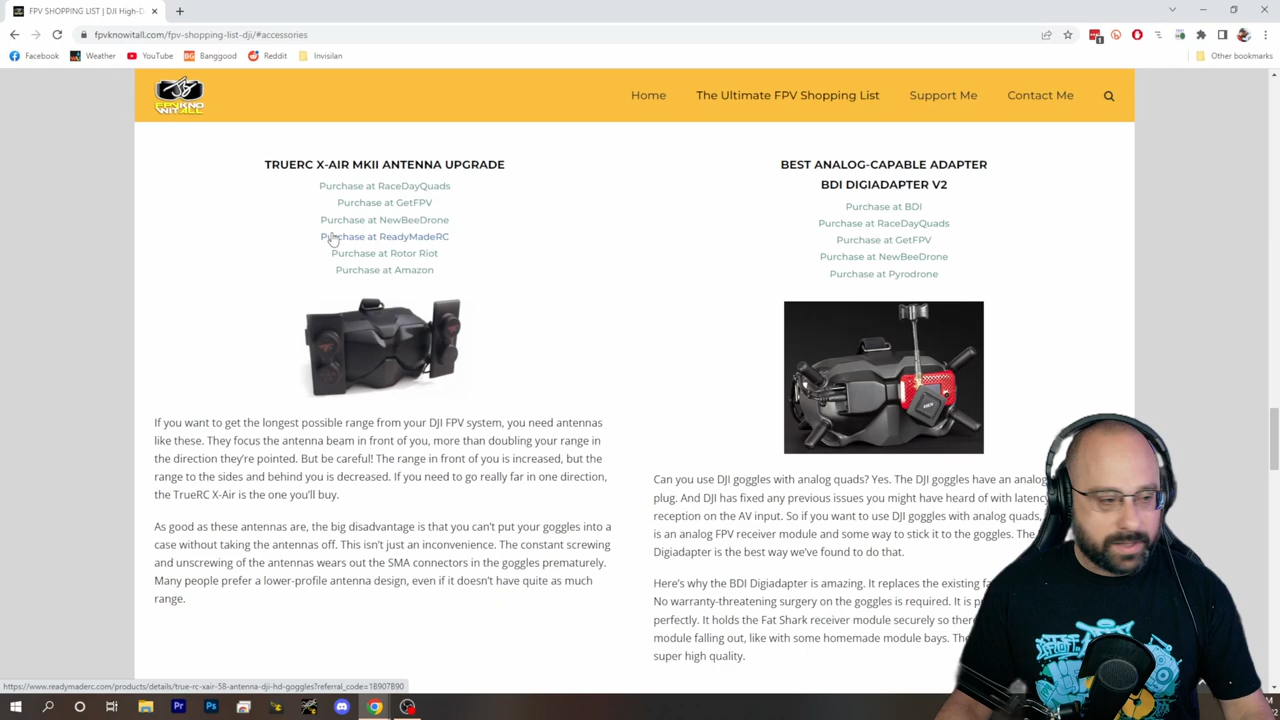 FPV SHOPPING LIST | DJI High-D
fpvknowitall.com/fpv-shopping-list-dji/#accessories
Facebook
Weather
YouTube
BG Banggood
Reddit
Invisilan
Other bookmarks
FPVKNO
WITALL
Home
The Ultimate FPV Shopping List
Support Me
Contact Me
TRUERC X-AIR MKII ANTENNA UPGRADE
Purchase at RaceDayQuads
Purchase at GetFPV
Purchase at NewBeeDrone
Purchase at ReadyMadeRC
Purchase at Rotor Riot
Purchase at Amazon
If you want to get the longest possible range from your DJI FPV system, you need antennas
like these. They focus the antenna beam in front of you, more than doubling your range in
the direction they're pointed. But be careful! The range in front of you is increased, but the
range to the sides and behind you is decreased. If you need to go really far in one direction,
the TrueRC X-Air is the one you'll buy.
As good as these antennas are, the big disadvantage is that you can't put your goggles into a
case without taking the antennas off. This isn't just an inconvenience. The constant screwing
and unscrewing of the antennas wears out the SMA connectors in the goggles prematurely.
Many people prefer a lower-profile antenna design, even if it doesn't have quite as much
range.
BEST ANALOG-CAPABLE ADAPTER
BDI DIGIADAPTER V2
Purchase at BDI
Purchase at RaceDayQuads
Purchase at GetFPV
Purchase at NewBeeDrone
Purchase at Pyrodrone
Can you use DJI goggles with analog quads? Yes. The DJI goggles have an analog
plug. And DJI has fixed any previous issues you might have heard of with latency
reception on the AV input. So if you want to use DJI goggles with analog quads,
is an analog FPV receiver module and some way to stick it to the goggles. The
Digiadapter is the best way we've found to do that.
Here's why the BDI Digiadapter is amazing. It replaces the existing
No warranty-threatening surgery on the goggles is required. It is
perfectly. It holds the Fat Shark receiver module securely so
module falling out, like with some homemade module bays.
super high quality.
https://www.readymaderc.com/products/details/true-rc-xair-58-antenna-dji-hd-goggles?referral_code=18907890
Pr
Ps